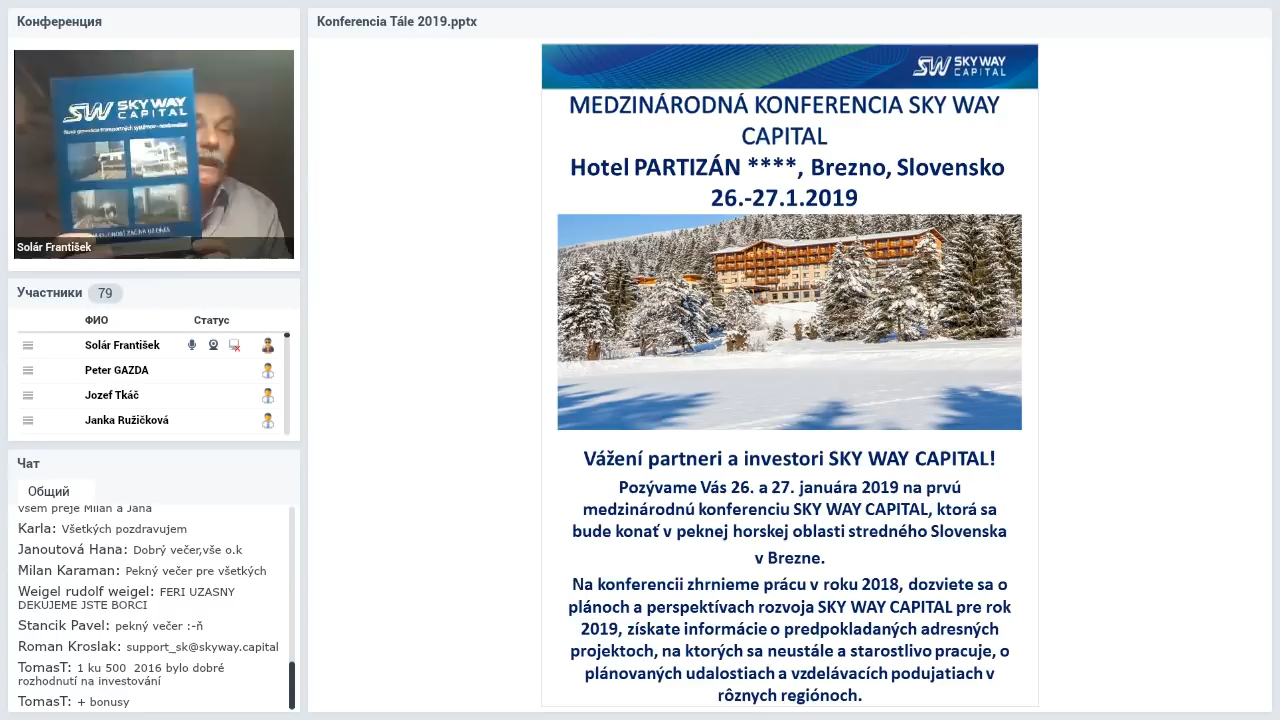 Конференция
SW SKY WAY
CAPITAL
Solár František
Участники 79
ФИО Статус
Solár František
Peter GAZDA
Jozef Tkáč
Janka Ružičková
Чат
Общий
všem preje Milan a Jana
Karla: Všetkých pozdravujem
Janoutová Hana: Dobrý večer,vše o.k
Milan Karaman: Pekný večer pre všetkých
Weigel rudolf weigel: FERI UZASNY
DEKUJEME JSTE BORCI
Stancik Pavel: pekný večer :-ň
Roman Kroslak: support_sk@skyway.capital
TomasT: 1 ku 500 2016 bylo dobré
rozhodnutí na investování
TomasT: + bonusy
Konferencia Tále 2019.pptx
SW SKY WAY
CAPITAL
MEDZINÁRODNÁ KONFERENCIA SKY WAY
CAPITAL
Hotel PARTIZÁN ****, Brezno, Slovensko
26.-27.1.2019
Vážení partneri a investori SKY WAY CAPITAL!
Pozývame Vás 26. a 27. januára 2019 na prvú
medzinárodnú konferenciu SKY WAY CAPITAL, ktorá sa
bude konať v peknej horskej oblasti stredného Slovenska
v Brezne.
Na konferencii zhrnieme prácu v roku 2018, dozviete sa o
plánoch a perspektívach rozvoja SKY WAY CAPITAL pre rok
2019, získate informácie o predpokladaných adresných
projektoch, na ktorých sa neustále a starostlivo pracuje, o
plánovaných udalostiach a vzdelávacích podujatiach v
rôznych regiónoch.